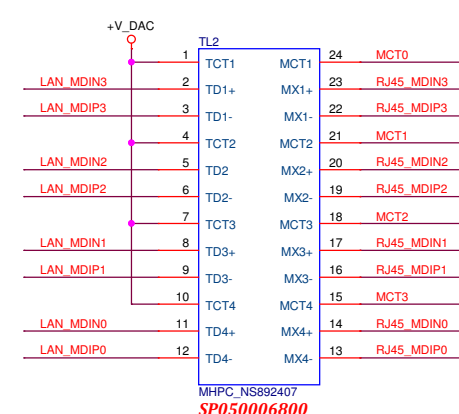 +V_DAC
TL2
1 TCT1 MCT1 24 MCT0
LAN_MDIN3 2 TD1+ MX1+ 23 RJ45_MDIN3
LAN_MDIP3 3 TD1- MX1- 22 RJ45_MDIP3
4 TCT2 MCT2 21 MCT1
LAN_MDIN2 5 TD2 MX2+ 20 RJ45_MDIN2
LAN_MDIP2 6 TD2- MX2- 19 RJ45_MDIP2
7 TCT3 MCT3 18 MCT2
LAN_MDIN1 8 TD3+ MX3+ 17 RJ45_MDIN1
LAN_MDIP1 9 TD3- MX3- 16 RJ45_MDIP1
10 TCT4 MCT4 15 MCT3
LAN_MDIN0 11 TD4+ MX4+ 14 RJ45_MDIN0
LAN_MDIP0 12 TD4- MX4- 13 RJ45_MDIP0
MHPC_NS892407
SP050006800